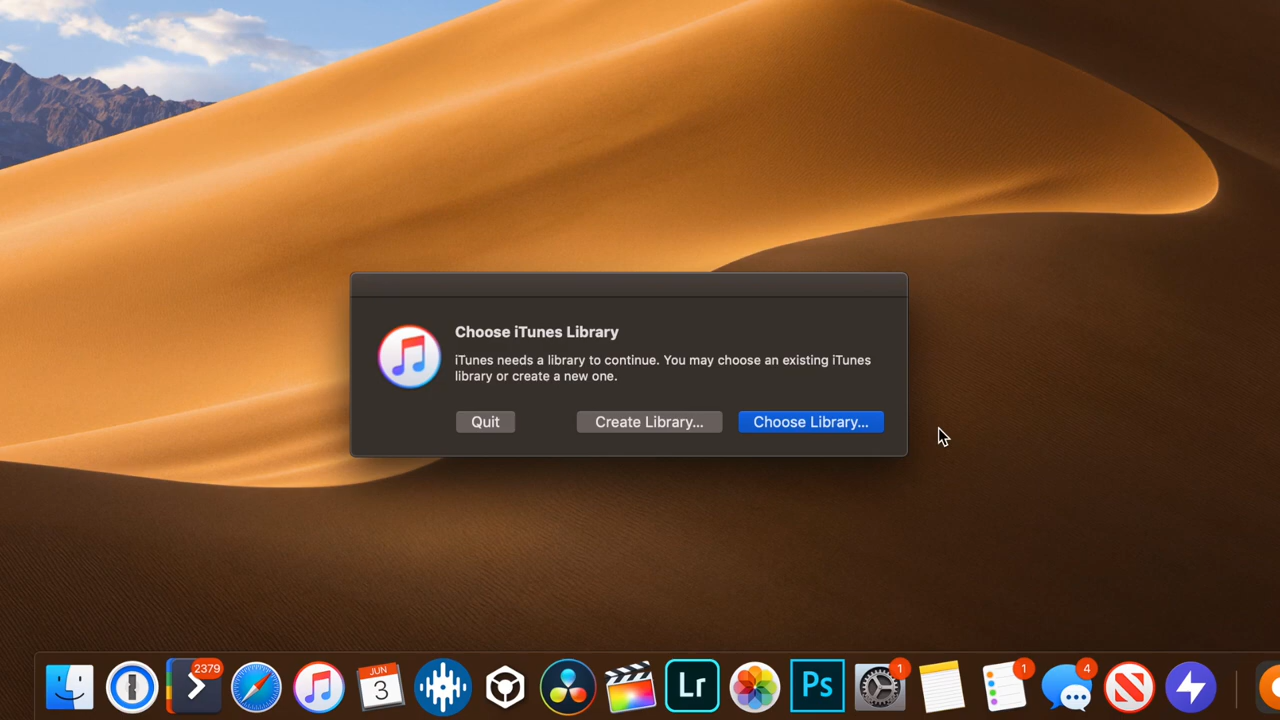 Choose iTunes Library
iTunes needs a library to continue. You may choose an existing iTunes
library or create a new one.
Quit
Create Library...
Choose Library...
2379
JUN
3
Lr
Ps
1
1
4